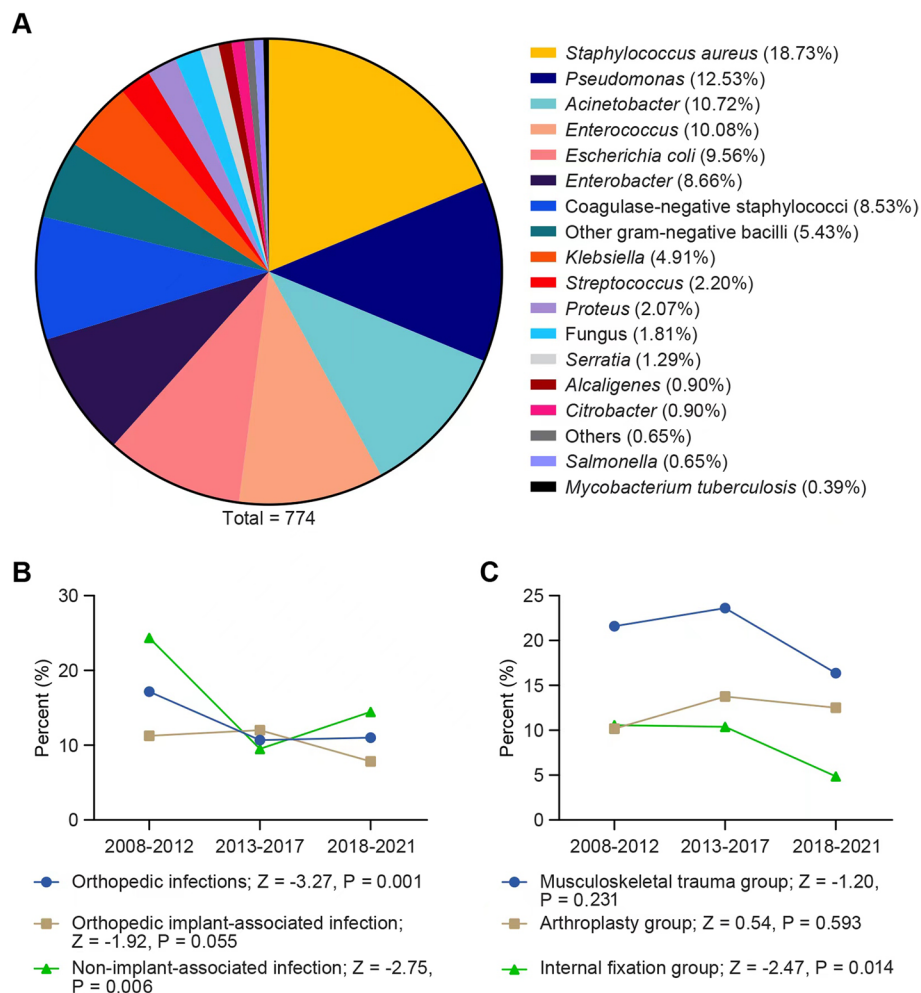 A
Staphylococcus aureus (18.73%)
Pseudomonas (12.53%)
Acinetobacter (10.72%)
Enterococcus (10.08%)
Escherichia coli (9.56%)
Enterobacter (8.66%)
Coagulase-negative staphylococci (8.53%)
Other gram-negative bacilli (5.43%)
Klebsiella (4.91%)
Streptococcus (2.20%)
Proteus (2.07%)
Fungus (1.81%)
Serratia (1.29%)
Alcaligenes (0.90%)
Citrobacter (0.90%)
Others (0.65%)
Salmonella (0.65%)
Mycobacterium tuberculosis (0.39%)
Total = 774
B
Percent (%)
30
20
10
0
2008-2012 2013-2017 2018-2021
Orthopedic infections; Z = -3.27, P = 0.001
Orthopedic implant-associated infection;
Z = -1.92, P = 0.055
Non-implant-associated infection; Z = -2.75,
P = 0.006
C
Percent (%)
25
20
15
10
5
0
2008-2012 2013-2017 2018-2021
Musculoskeletal trauma group; Z = -1.20,
P = 0.231
Arthroplasty group; Z = 0.54, P = 0.593
Internal fixation group; Z = -2.47, P = 0.014